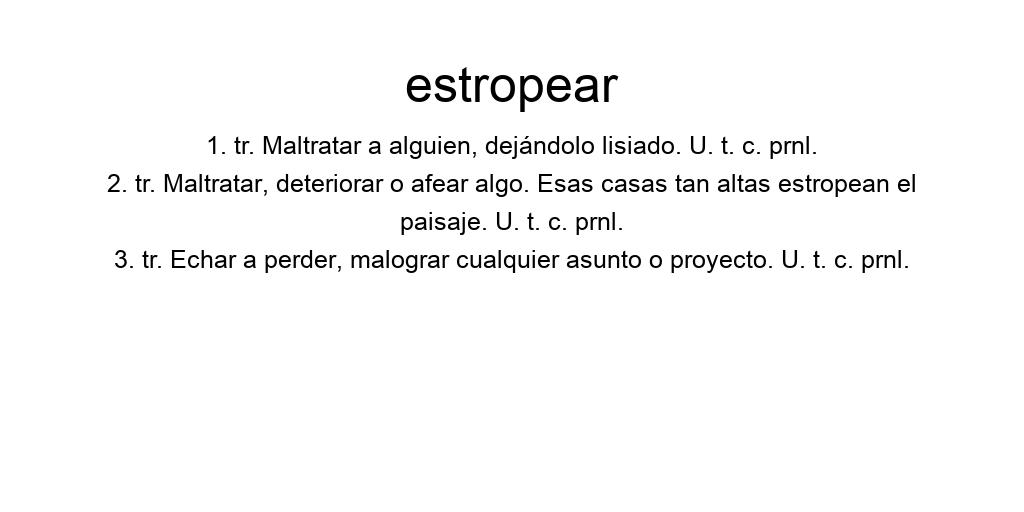 estropear
1. tr. Maltratar a alguien, dejándolo lisiado. U. t. c. prnl.
2. tr. Maltratar, deteriorar o afear algo. Esas casas tan altas estropean el
paisaje. U. t. c. prnl.
3. tr. Echar a perder, malograr cualquier asunto o proyecto. U. t. c. prnl.